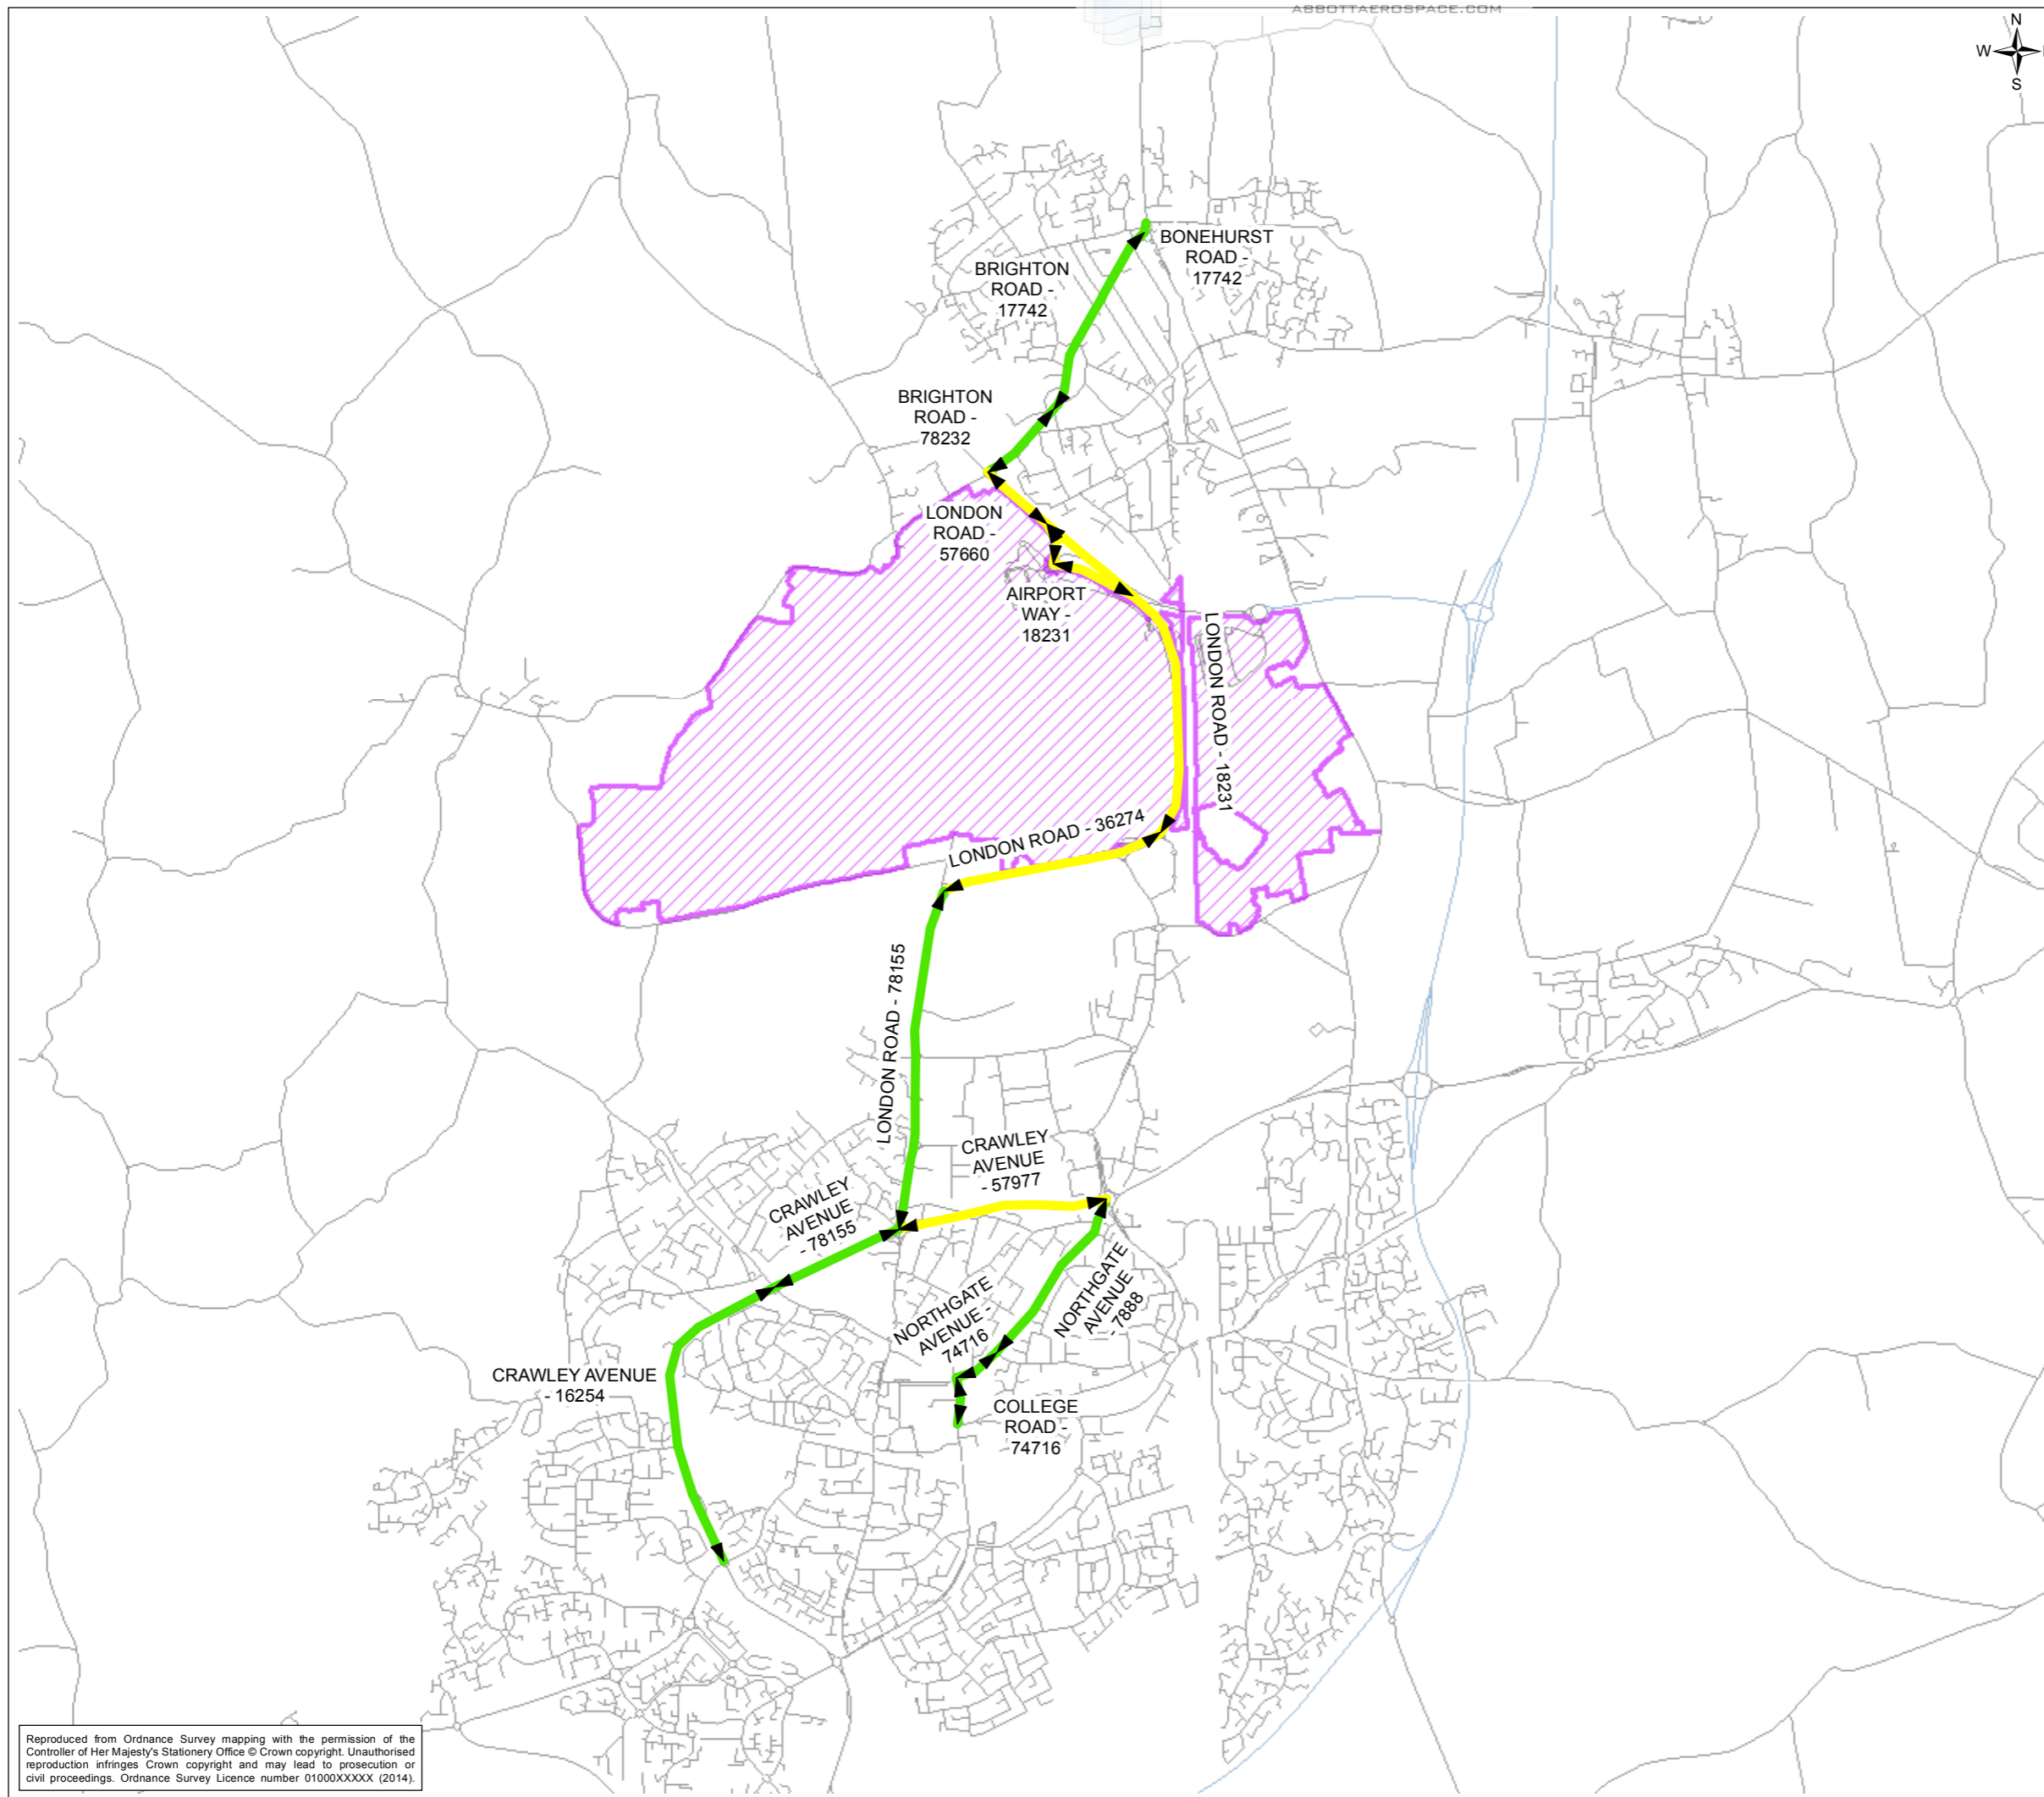 ABBOTTAEROSPACE.COM
N
W
S
BONEHURST
ROAD -
17742
BRIGHTON
ROAD -
17742
BRIGHTON
ROAD -
78232
LONDON
ROAD -
57660
AIRPORT
WAY -
18231
LONDON ROAD - 18231
LONDON ROAD - 36274
LONDON ROAD - 78155
CRAWLEY
AVENUE
- 57977
CRAWLEY
AVENUE
- 78155
NORTHGATE
AVENUE -
74716
NORTHGATE
AVENUE
- 7888
CRAWLEY AVENUE
- 16254
COLLEGE
ROAD -
74716
Reproduced from Ordnance Survey mapping with the permission of the
Controller of Her Majesty's Stationery Office © Crown copyright. Unauthorised
reproduction infringes Crown copyright and may lead to prosecution or
civil proceedings. Ordnance Survey Licence number 01000XXXXX (2014).